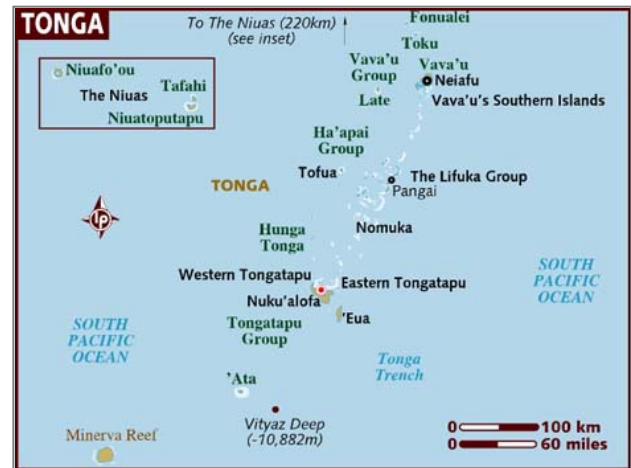 TONGA
To The Niuas (220km)
(see inset)
Fonualei
Toku
Vava'u
Vava'u
Group
Neiafu
Niuafo'ou
Tafahi
The Niuas
Niuatoputapu
Late
Vava'u's Southern Islands
Ha'apai
Group
Tofua
The Lifuka Group
Pangai
TONGA
lp
Nomuka
Hunga
Tonga
Western Tongatapu
Eastern Tongatapu
SOUTH
PACIFIC
OCEAN
Nuku'alofa
'Eua
SOUTH
PACIFIC
OCEAN
Tongatapu
Group
Tonga
Trench
'Ata
Vityaz Deep
(-10,882m)
Minerva Reef
0 100 km
0 60 miles